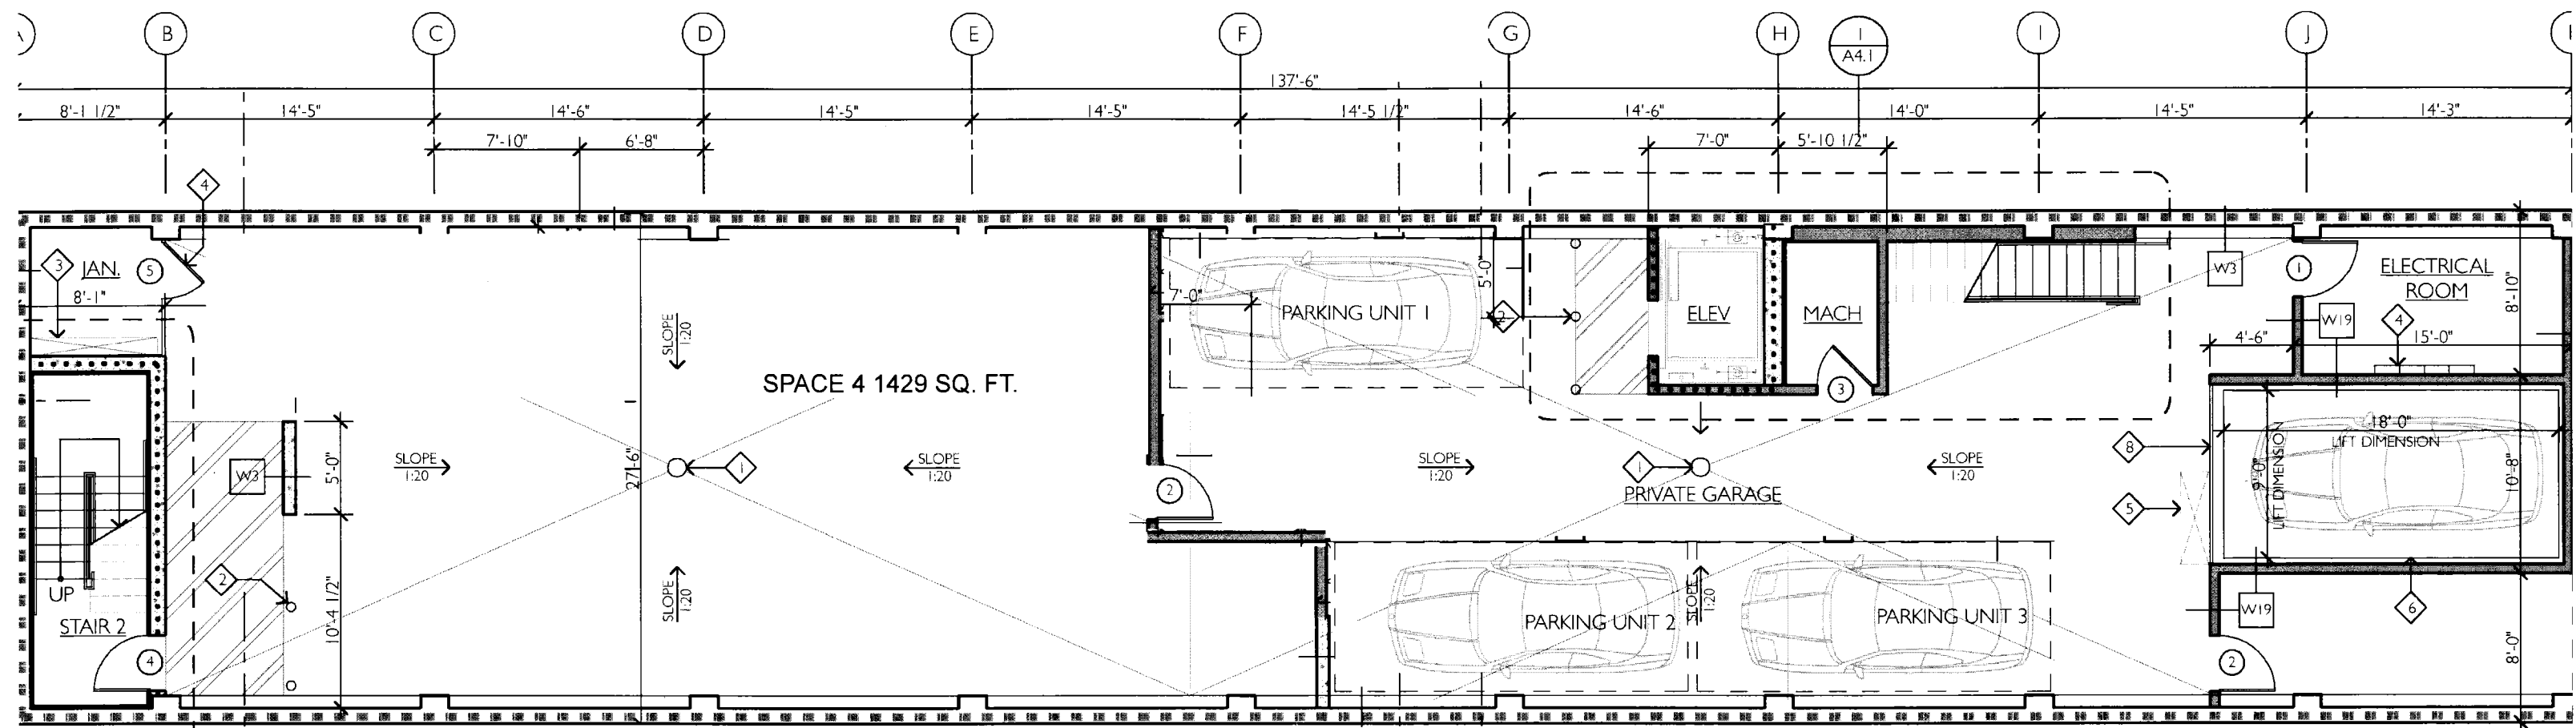 B C D E F G H I I J
A4.1
137'-6"
8'-1 1/2" 14'-5" 14'-6" 14'-5" 14'-5" 14'-5 1/2" 14'-6" 14'-0" 14'-5" 14'-3"
7'-10" 6'-8" 7'-0" 5'-10 1/2"
4
3 JAN. 5
8'-1"
SLOPE
1:20
SPACE 4 1429 SQ. FT.
7'-0"
PARKING UNIT 1
5'-0"
2
ELEV
MACH
3
W3
1
ELECTRICAL
ROOM
8'-10"
W19
4
4'-6" 15'-0"
W3
5'-0"
SLOPE
1:20
27'-6"
1
SLOPE
1:20
2
SLOPE
1:20
1
PRIVATE GARAGE
SLOPE
1:20
8
5
18'-0"
LIFT DIMENSION
9'-0"
LIFT DIMENSION
10'-8"
UP
STAIR 2
4
2
10'-4 1/2"
SLOPE
1:20
PARKING UNIT 2
SLOPE
1:20
PARKING UNIT 3
W19
6
2
8'-0"